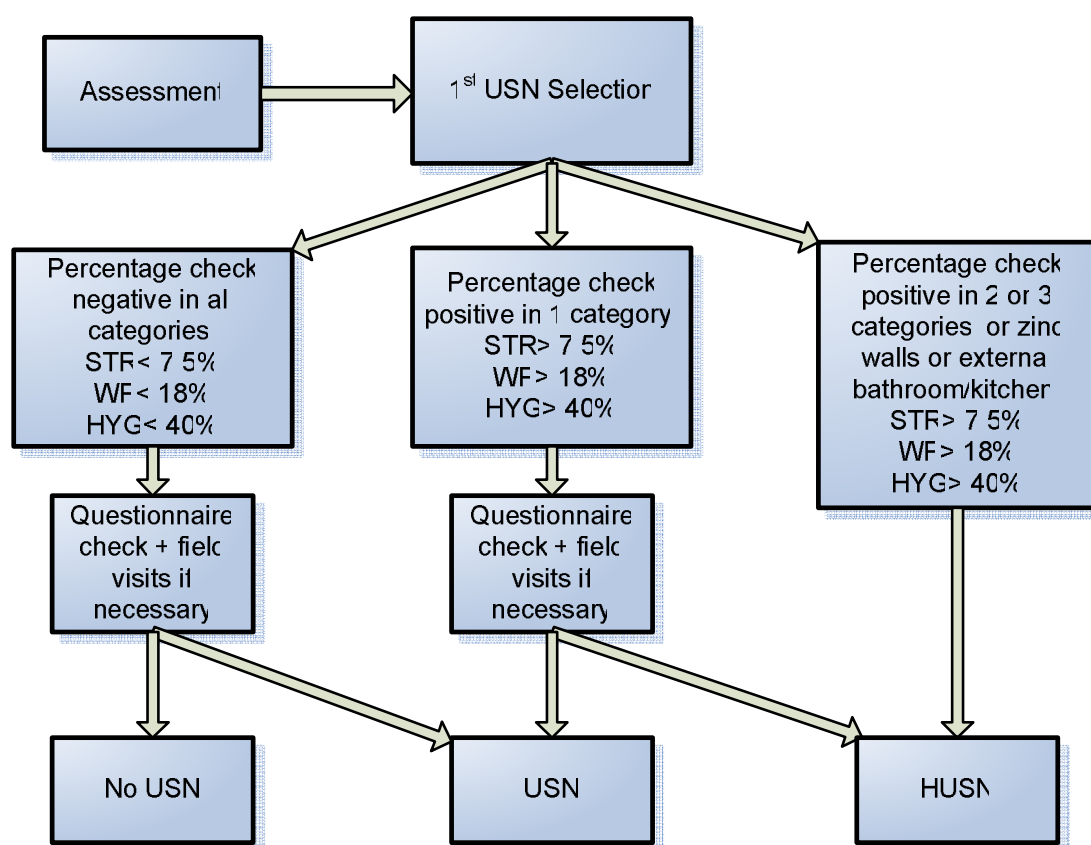 Assessment
1st USN Selection
Percentage check
negative in al
categories
STR< 7 5%
WF< 18%
HYG< 40%
Percentage check
positive in 1 category
STR> 7 5%
WF> 18%
HYG> 40%
Percentage check
positive in 2 or 3
categories or zinc
walls or externa
bathroom/kitchen
STR> 7 5%
WF> 18%
HYG> 40%
Questionnaire
check + field
visits if
necessary
Questionnaire
check + field
visits if
necessary
No USN
USN
HUSN